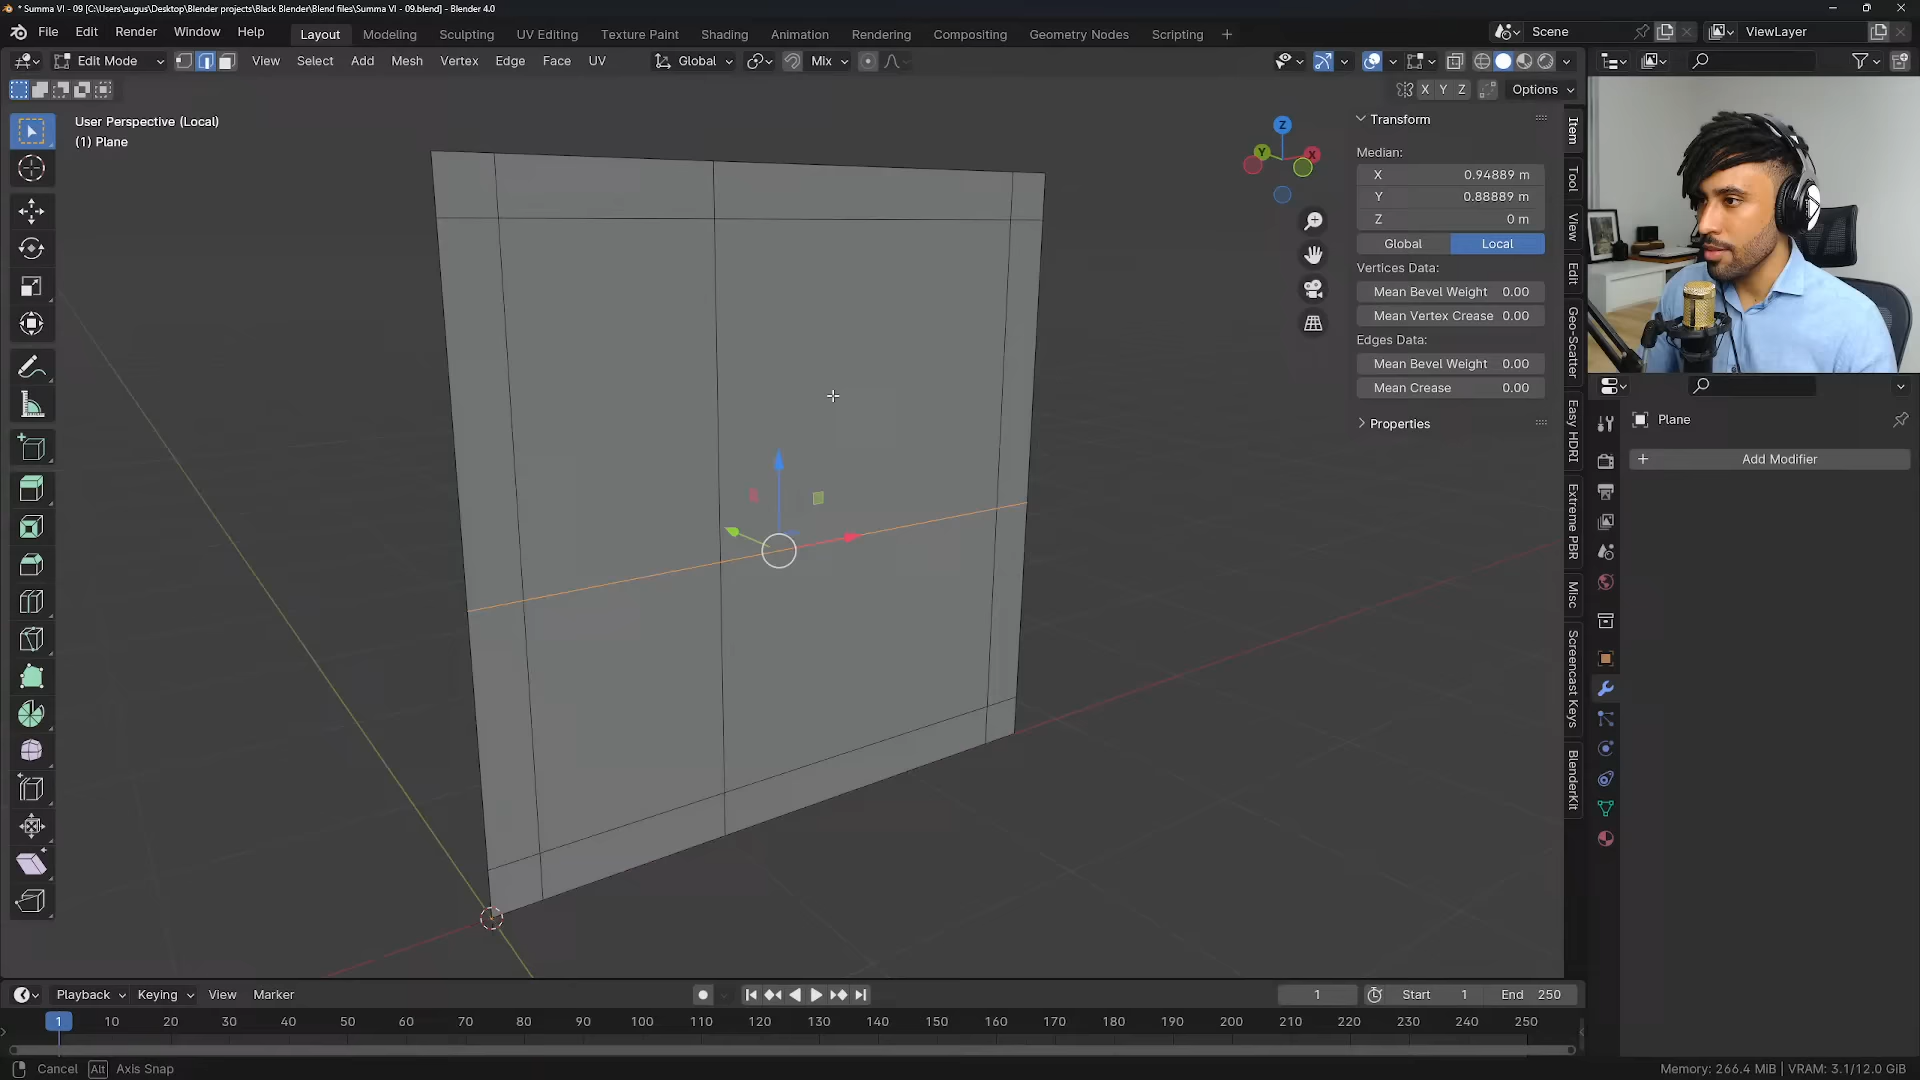 * Summa VI - 09 [C:\Users\augus\Desktop\Blender projects\Black Blender\Blend files\Summa VI - 09.blend] - Blender 4.0
File Edit Render Window Help Layout Modeling Sculpting UV Editing Texture Paint Shading Animation Rendering Compositing Geometry Nodes Scripting + Scene ViewLayer
Edit Mode View Select Add Mesh Vertex Edge Face UV Global Mix
X Y Z Options
User Perspective (Local)
(1) Plane
Z
Y
X
Transform
Median:
X 0.94889 m
Y 0.88889 m
Z 0 m
Global Local
Vertices Data:
Mean Bevel Weight 0.00
Mean Vertex Crease 0.00
Edges Data:
Mean Bevel Weight 0.00
Mean Crease 0.00
Properties
Item
Tool
View
Edit
Geo-Scatter
Easy HDRI
Extreme PBR
Misc
Screencast Keys
BlenderKit
Plane
+ Add Modifier
Playback Keying View Marker 1 Start 1 End 250
1 10 20 30 40 50 60 70 80 90 100 110 120 130 140 150 160 170 180 190 200 210 220 230 240 250
Cancel Alt Axis Snap Memory: 266.4 MiB | VRAM: 3.1/12.0 GiB